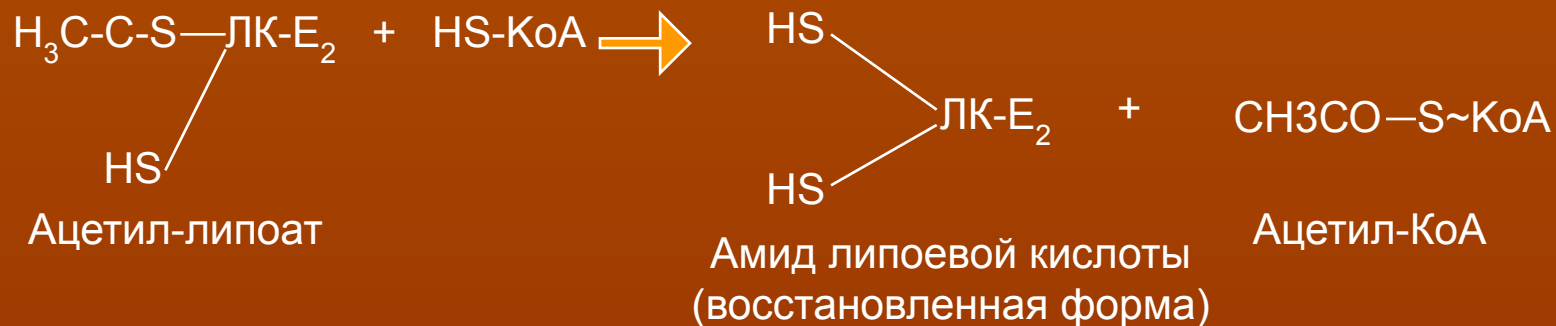 H3C-C-S—ЛК-E2 + HS-КоА HS
ЛК-E2 + CH3CO—S~KoA
HS HS
Ацетил-липоат Ацетил-КоА
Амид липоевой кислоты
(восстановленная форма)